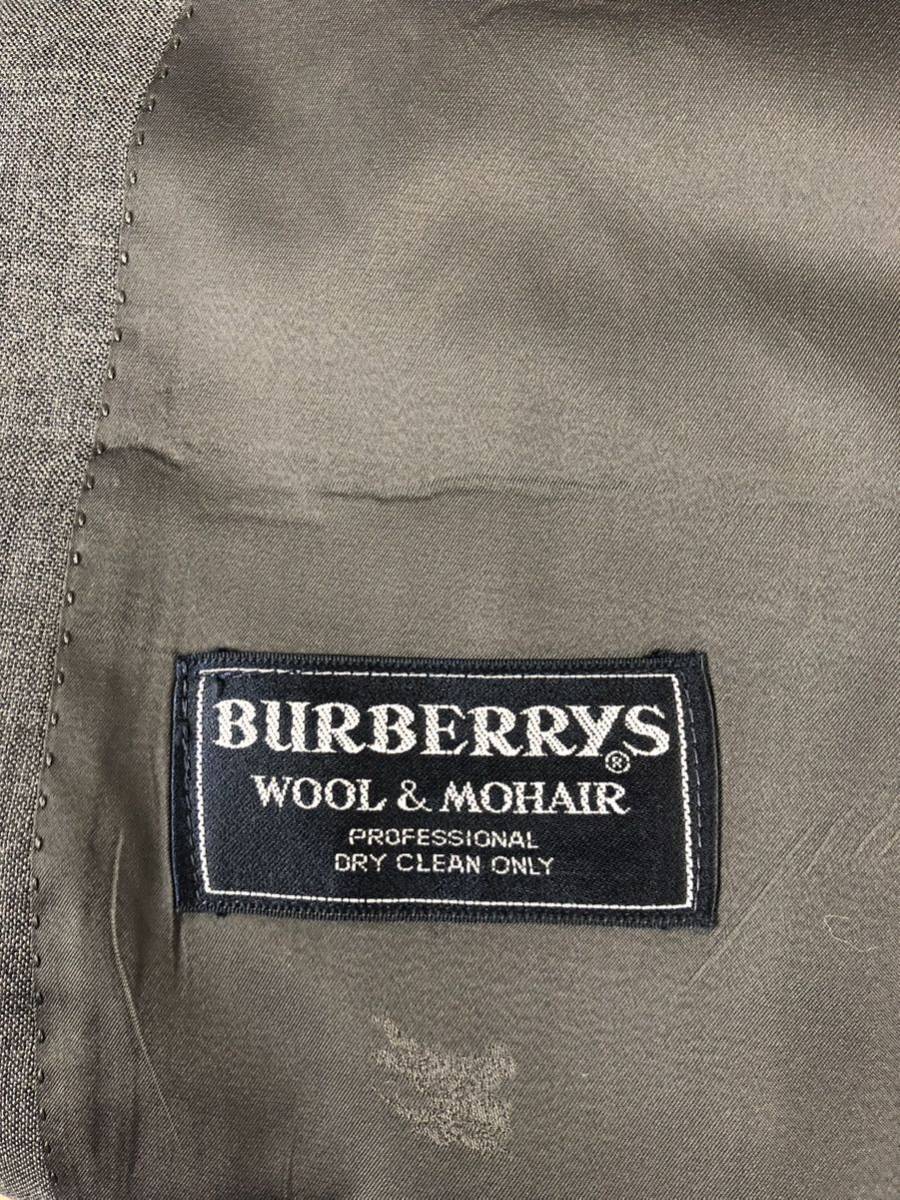 BURBERRYS®
WOOL & MOHAIR
PROFESSIONAL
DRY CLEAN ONLY